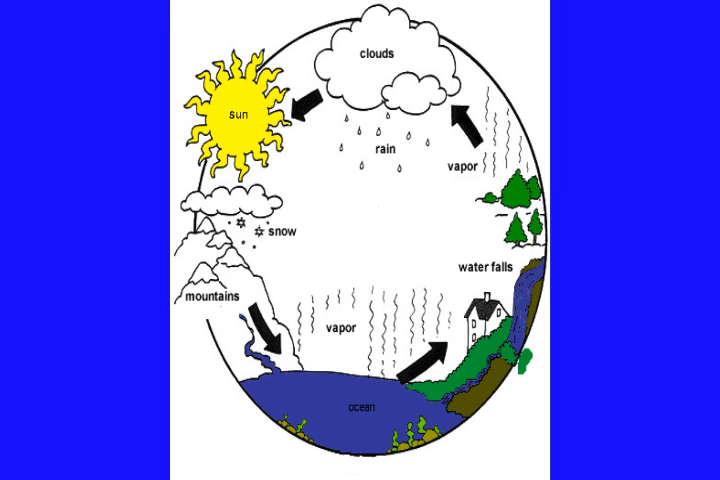 clouds
sun
rain
vapor
snow
water falls
mountains
vapor
ocean